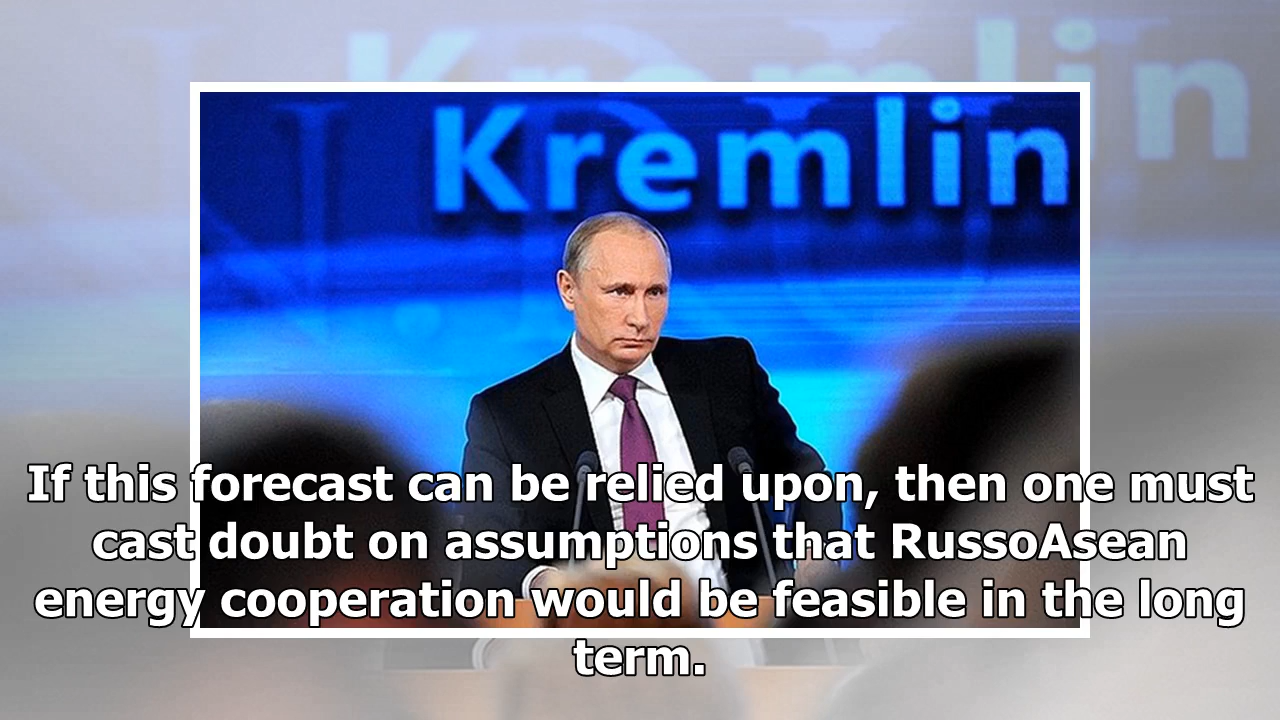 Kremlin
If this forecast can be relied upon, then one must
cast doubt on assumptions that RussoAsean
energy cooperation would be feasible in the long
term.